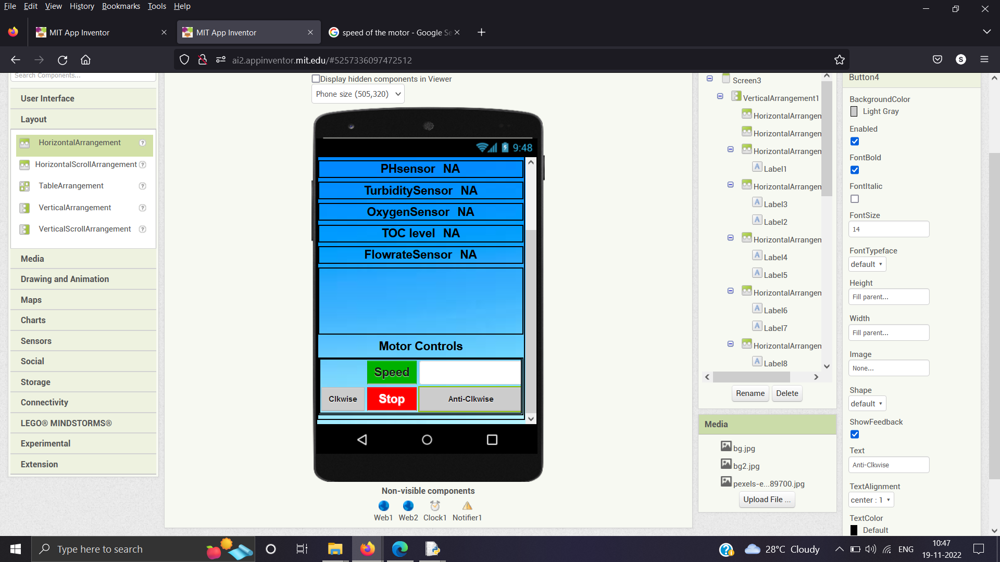 File Edit View History Bookmarks Tools Help
MIT App Inventor
MIT App Inventor
speed of the motor - Google Se
ai2.appinventor.mit.edu/#5257336097472512
S
Search Components...
User Interface
Layout
HorizontalArrangement ?
HorizontalScrollArrangement ?
TableArrangement ?
VerticalArrangement ?
VerticalScrollArrangement ?
Media
Drawing and Animation
Maps
Charts
Sensors
Social
Storage
Connectivity
LEGO® MINDSTORMS®
Experimental
Extension
Display hidden components in Viewer
Phone size (505,320)
9:48
PHsensor NA
TurbiditySensor NA
OxygenSensor NA
TOC level NA
FlowrateSensor NA
Motor Controls
Speed
Clkwise Stop Anti-Clkwise
Non-visible components
Web1 Web2 Clock1 Notifier1
Screen3
VerticalArrangement1
HorizontalArrangem
HorizontalArrangem
HorizontalArrangem
Label1
HorizontalArrangem
Label3
Label2
HorizontalArrangem
Label4
Label5
HorizontalArrangem
Label6
Label7
HorizontalArrangem
Label8
Rename Delete
Media
bg.jpg
bg2.jpg
pexels-e...89700.jpg
Upload File ...
Button4
BackgroundColor
Light Gray
Enabled
FontBold
FontItalic
FontSize
14
FontTypeface
default
Height
Fill parent...
Width
Fill parent...
Image
None...
Shape
default
ShowFeedback
Text
Anti-Clkwise
TextAlignment
center : 1
TextColor
Default
Type here to search
28°C Cloudy
ENG
10:47
19-11-2022